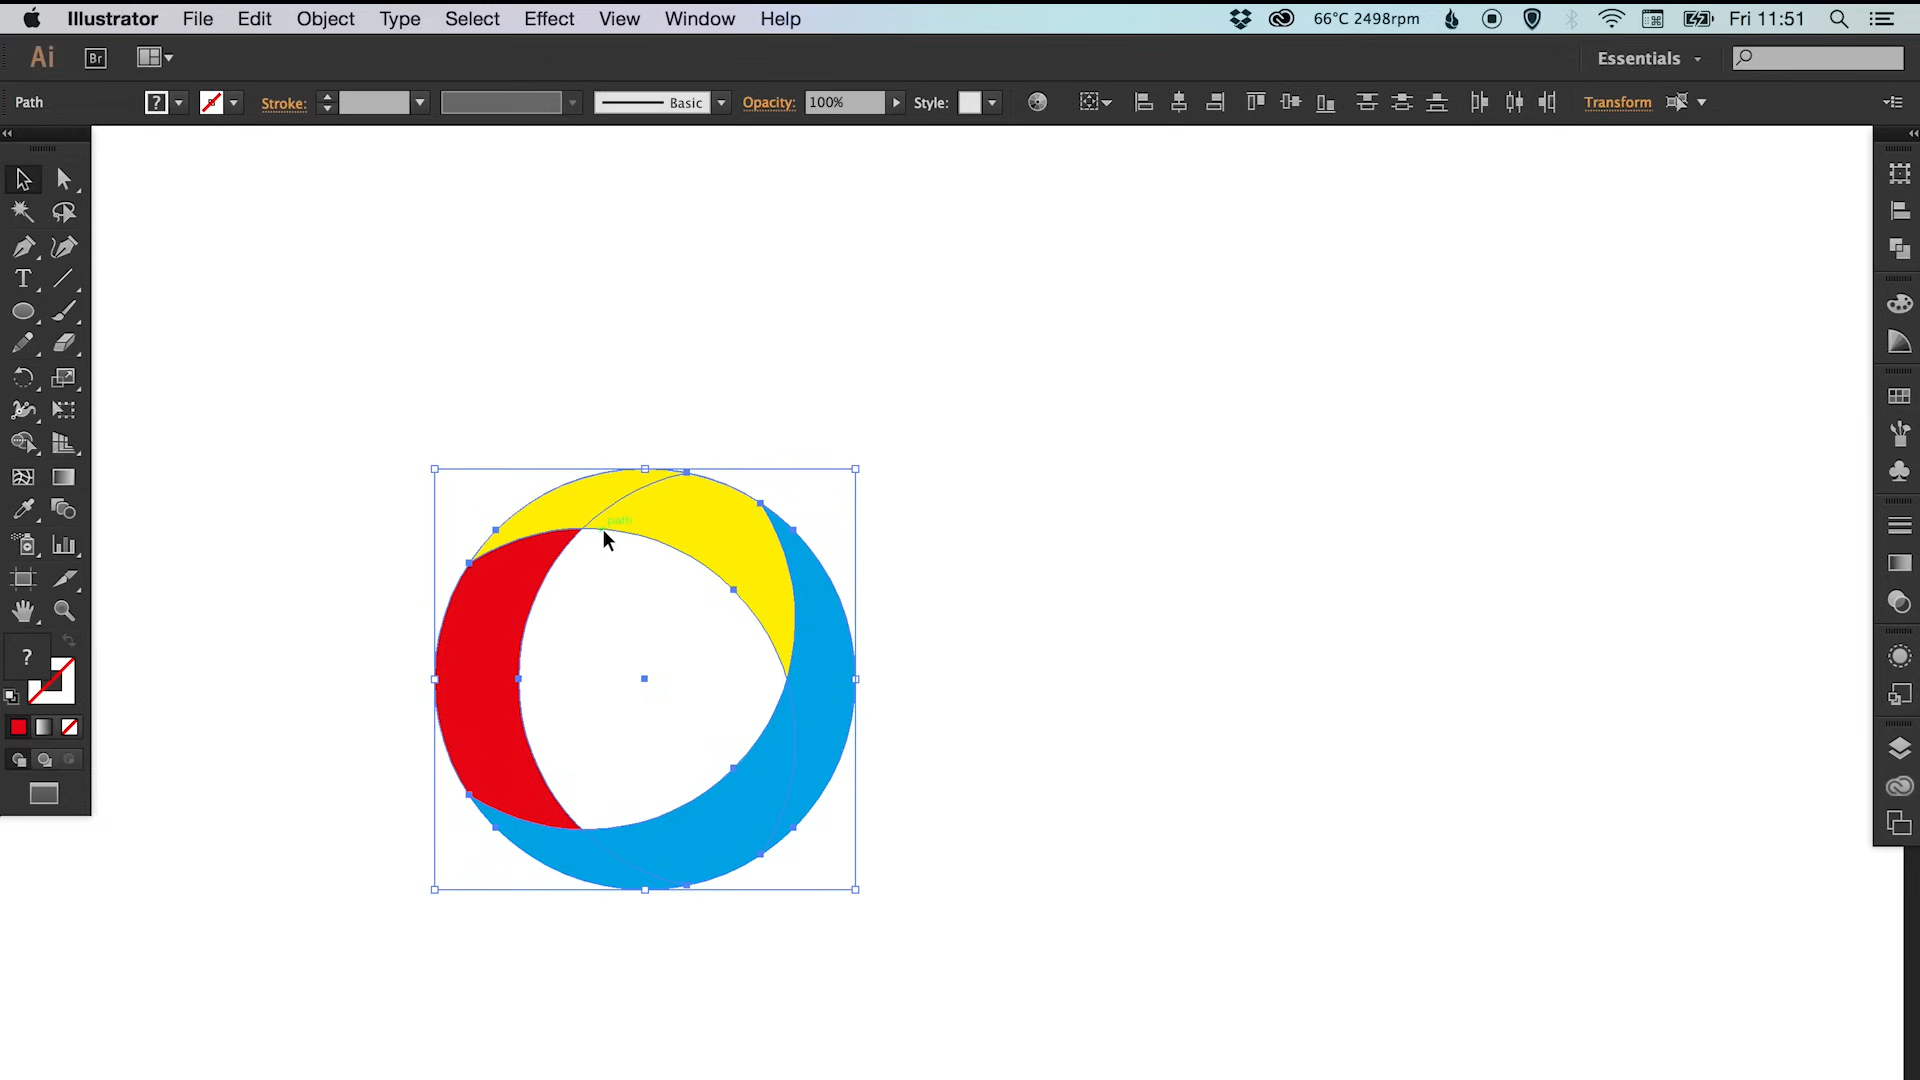 Illustrator File Edit Object Type Select Effect View Window Help 66°C 2498rpm Fri 11:51
Ai Br Essentials
Path ? Stroke: Basic Opacity: 100% Style: Transform
path
T
?